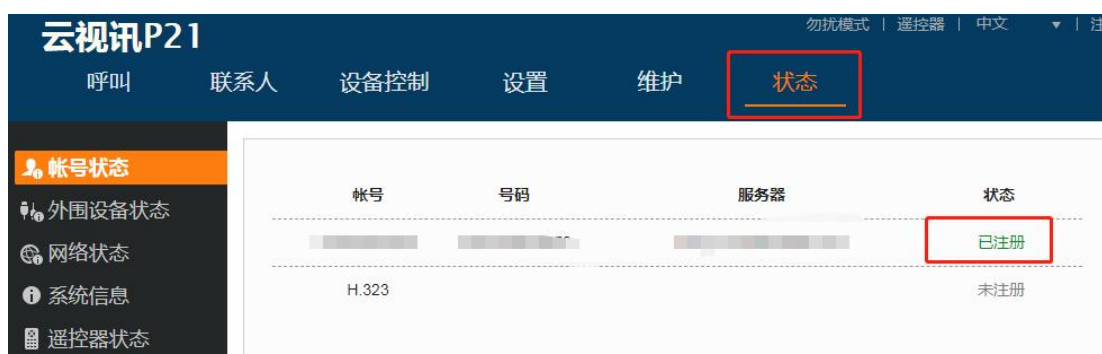 云视讯P21
勿扰模式 | 遥控器 | 中文 ▼ | 注
呼叫 联系人 设备控制 设置 维护 状态
帐号状态
外围设备状态
网络状态
系统信息
遥控器状态
帐号 号码 服务器 状态
已注册
H.323 未注册